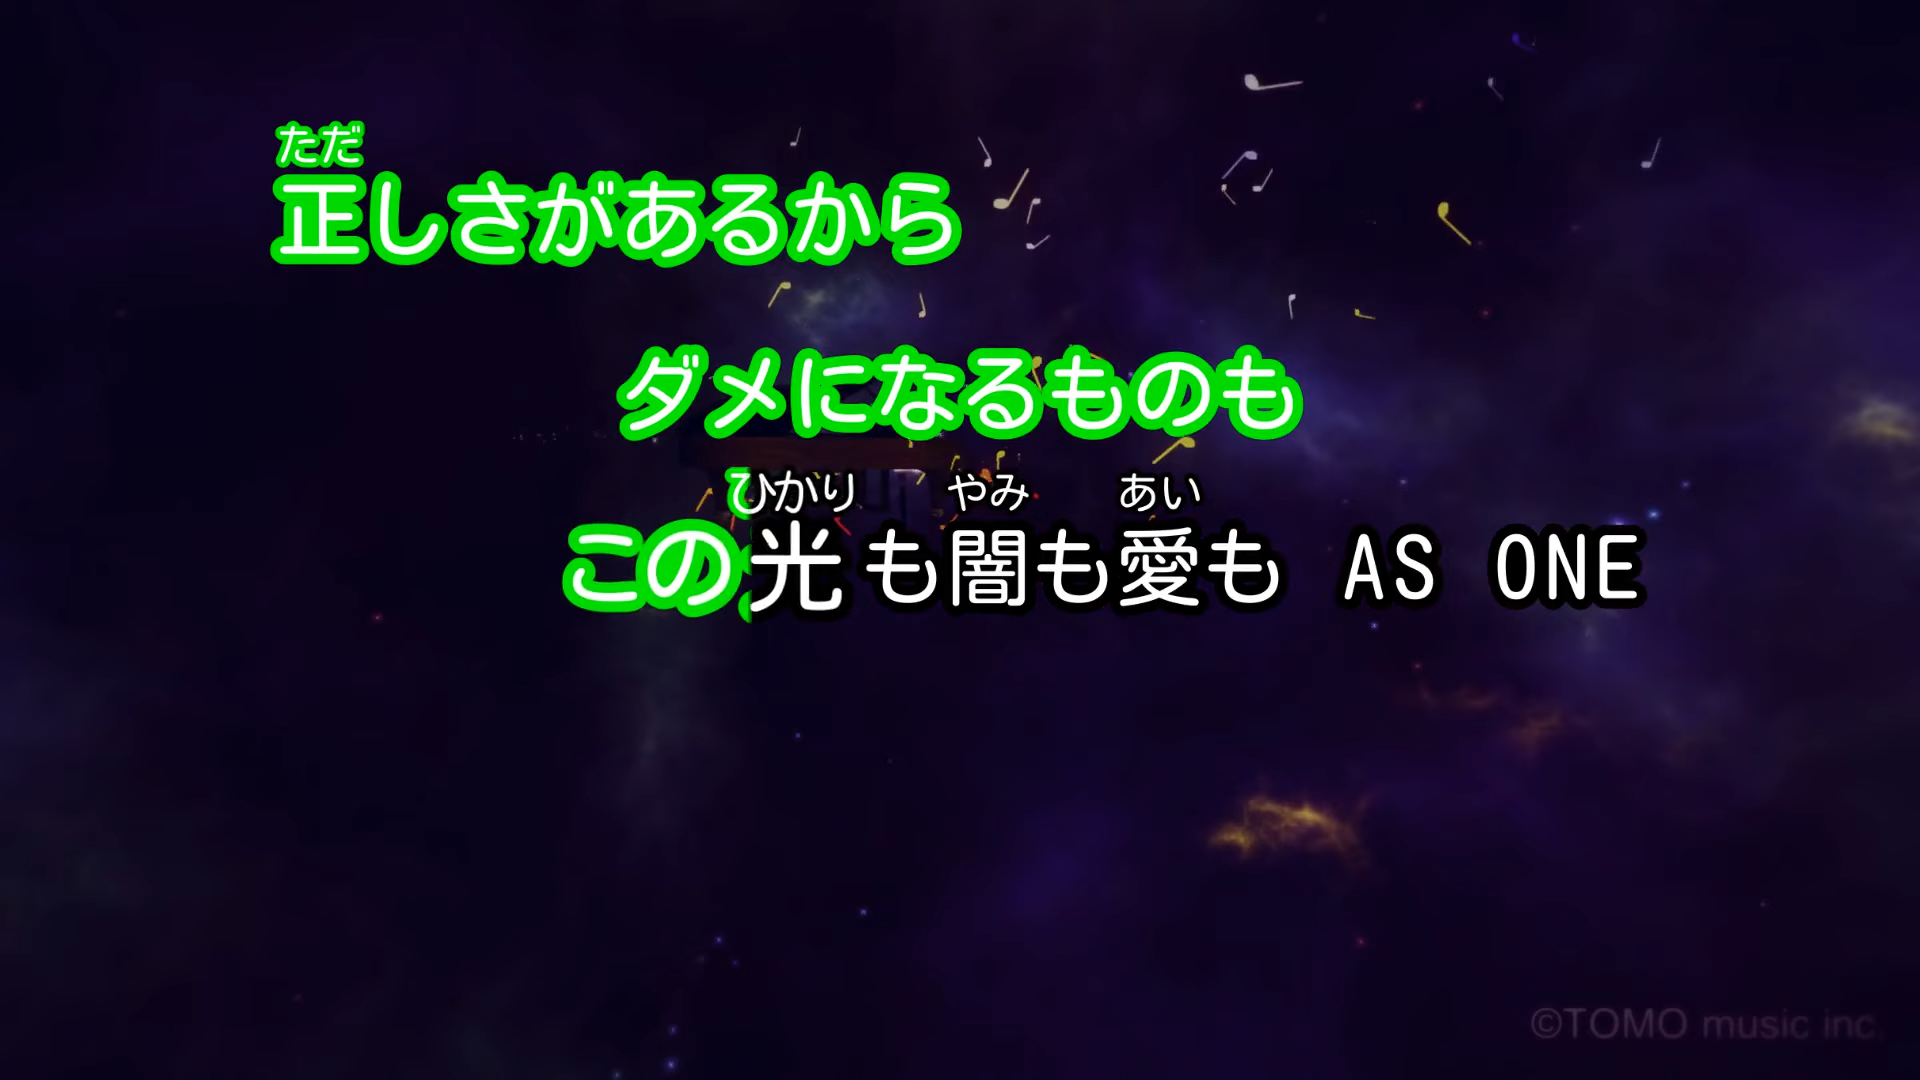 ただ
正しさがあるから
ダメになるものも
ひかり やみ あい
この光も闇も愛も AS ONE
©TOMO music inc.